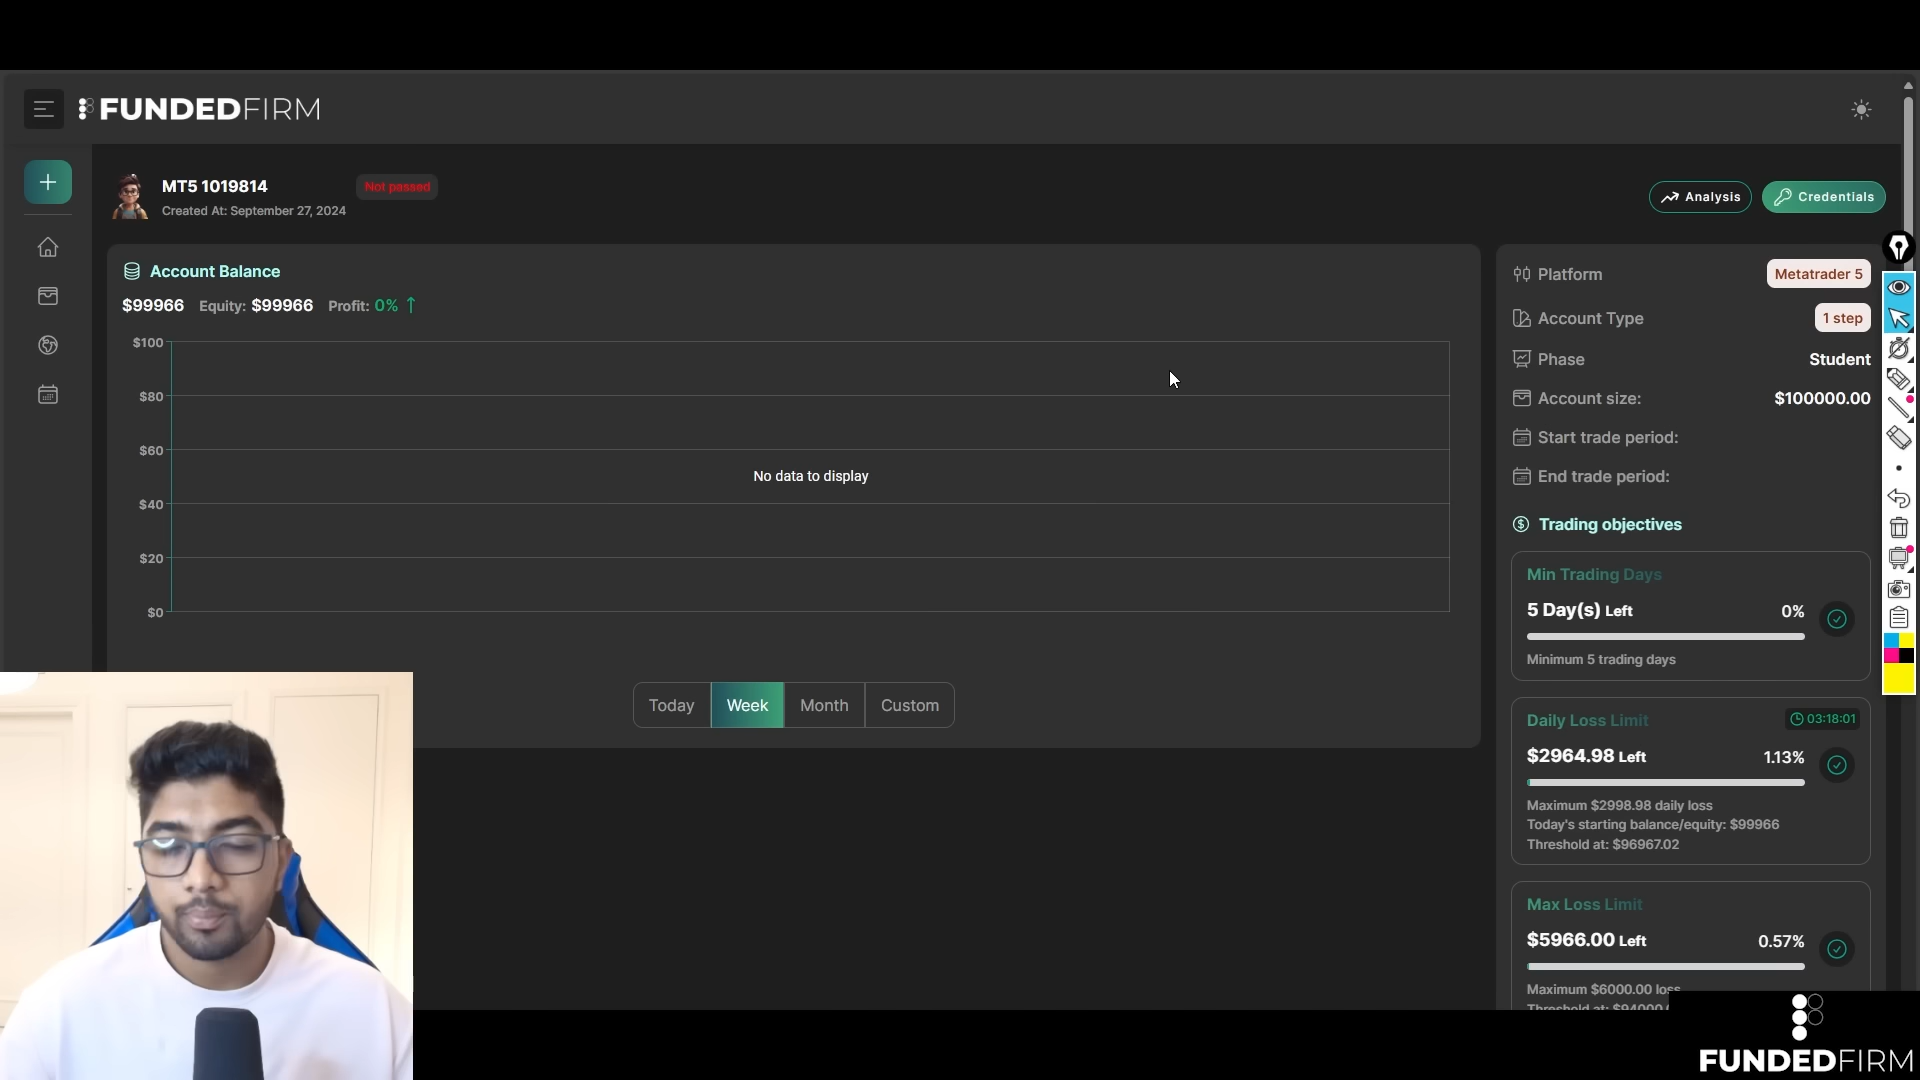 FUNDEDFIRM
MT5 1019814
Not passed
Created At: September 27, 2024
Analysis
Credentials
Account Balance
$99966 Equity: $99966 Profit: 0% ↑
$100
$80
$60
$40
$20
$0
No data to display
Today Week Month Custom
Platform Metatrader 5
Account Type 1 step
Phase Student
Account size: $100000.00
Start trade period:
End trade period:
Trading objectives
Min Trading Days
5 Day(s) Left 0%
Minimum 5 trading days
Daily Loss Limit 03:18:01
$2964.98 Left 1.13%
Maximum $2998.98 daily loss
Today's starting balance/equity: $99966
Threshold at: $96967.02
Max Loss Limit
$5966.00 Left 0.57%
Maximum $6000.00 loss
Threshold at: $94000
FUNDEDFIRM